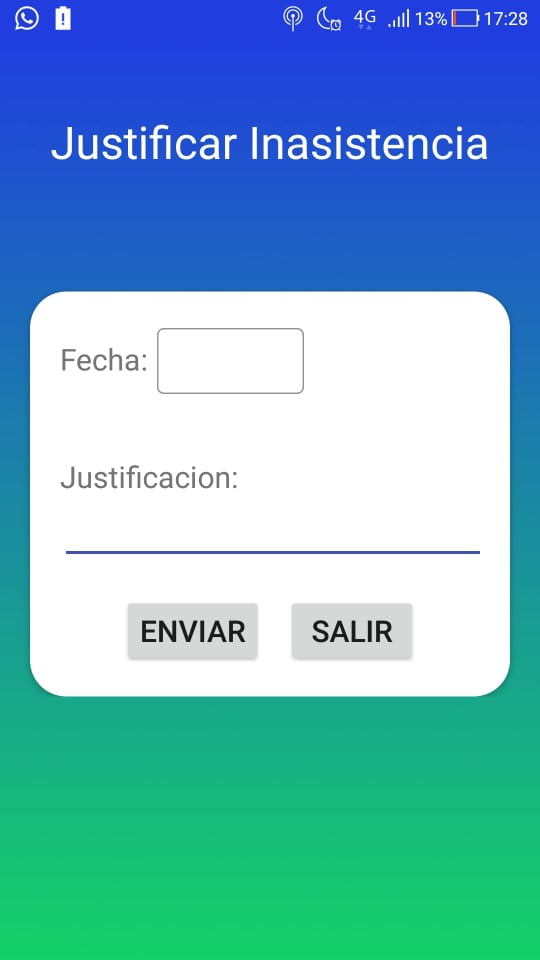 4G 13% 17:28
Justificar Inasistencia
Fecha:
Justificacion:
ENVIAR SALIR